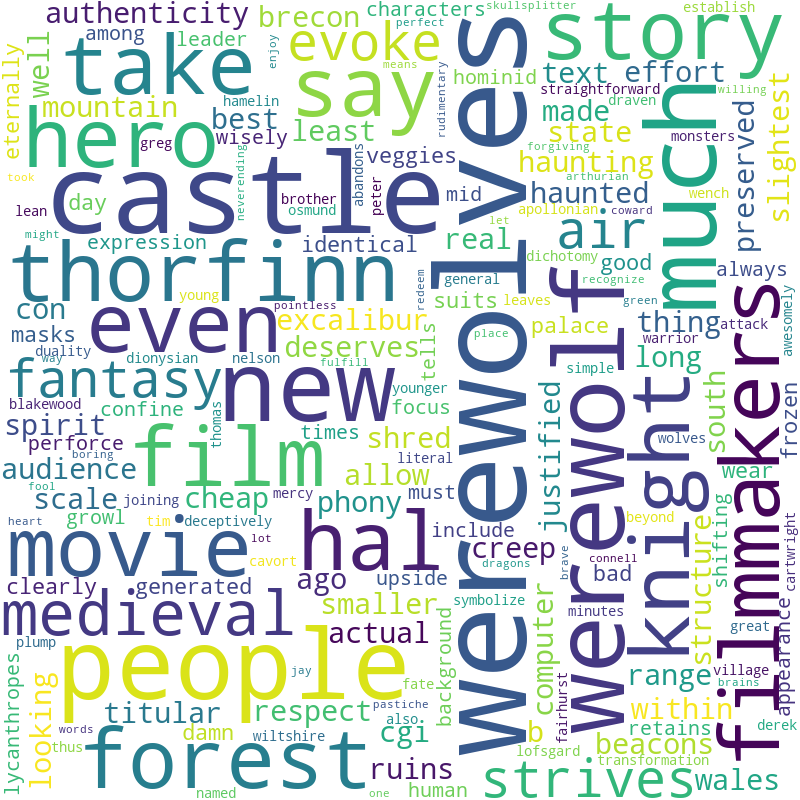 authenticity
brecon
characters
skullsplitter
establish
perfect
among
leader
enjoy
evoke
werewolves
story
well
take
say
means
hominid
rudimentary
text
effort
straightforward
willing
eternally
mountain
hamelin
best
least
made
draven
much
monsters
slightest
hero
greg
wisely
state
forgiving
haunting
arthurian
wench
took
castle
neverending
veggies
abandons
peter
mid
haunted
preserved
lean
day
brother
osmund
apollonian
coward
might
expression
identical
let
real
air
dichotomy
good
recognize
always
thorfinn
redeem
general
werewolf
green
attack
young
pointless
suits
leaves
place
con
even
excalibur
palace
thing
warrior
awesomely
masks
duality
way
dionysian
nelson
deserves
tells
fulfill
simple
long
filmmakers
fantasy
new
younger
knight
south
frozen
blakewood
confine
thomas
focus
justified
spirit
film
times
shred
literal
wolves
wear
perforce
boring
audience
allow
must
fool
scale
joining
cheap
mercy
phony
computer
beyond
structure
shifting
cartwright
growl
tim
deceptively
include
heart
movie
lot
hal
creep
brave
connell
cavort
dragons
clearly
generated
ago
upside
bad
symbolize
minutes
great
medieval
smaller
background
village
appearance
plump
actual
fairhurst
range
brains
people
jay
fate
lycanthropes
looking
titular
respect
pastiche
within
words
also
b
retains
derek
thus
damn
wiltshire
cgi
lofsgard
beacons
forest
ruins
human
transformation
named
one
strives
wales